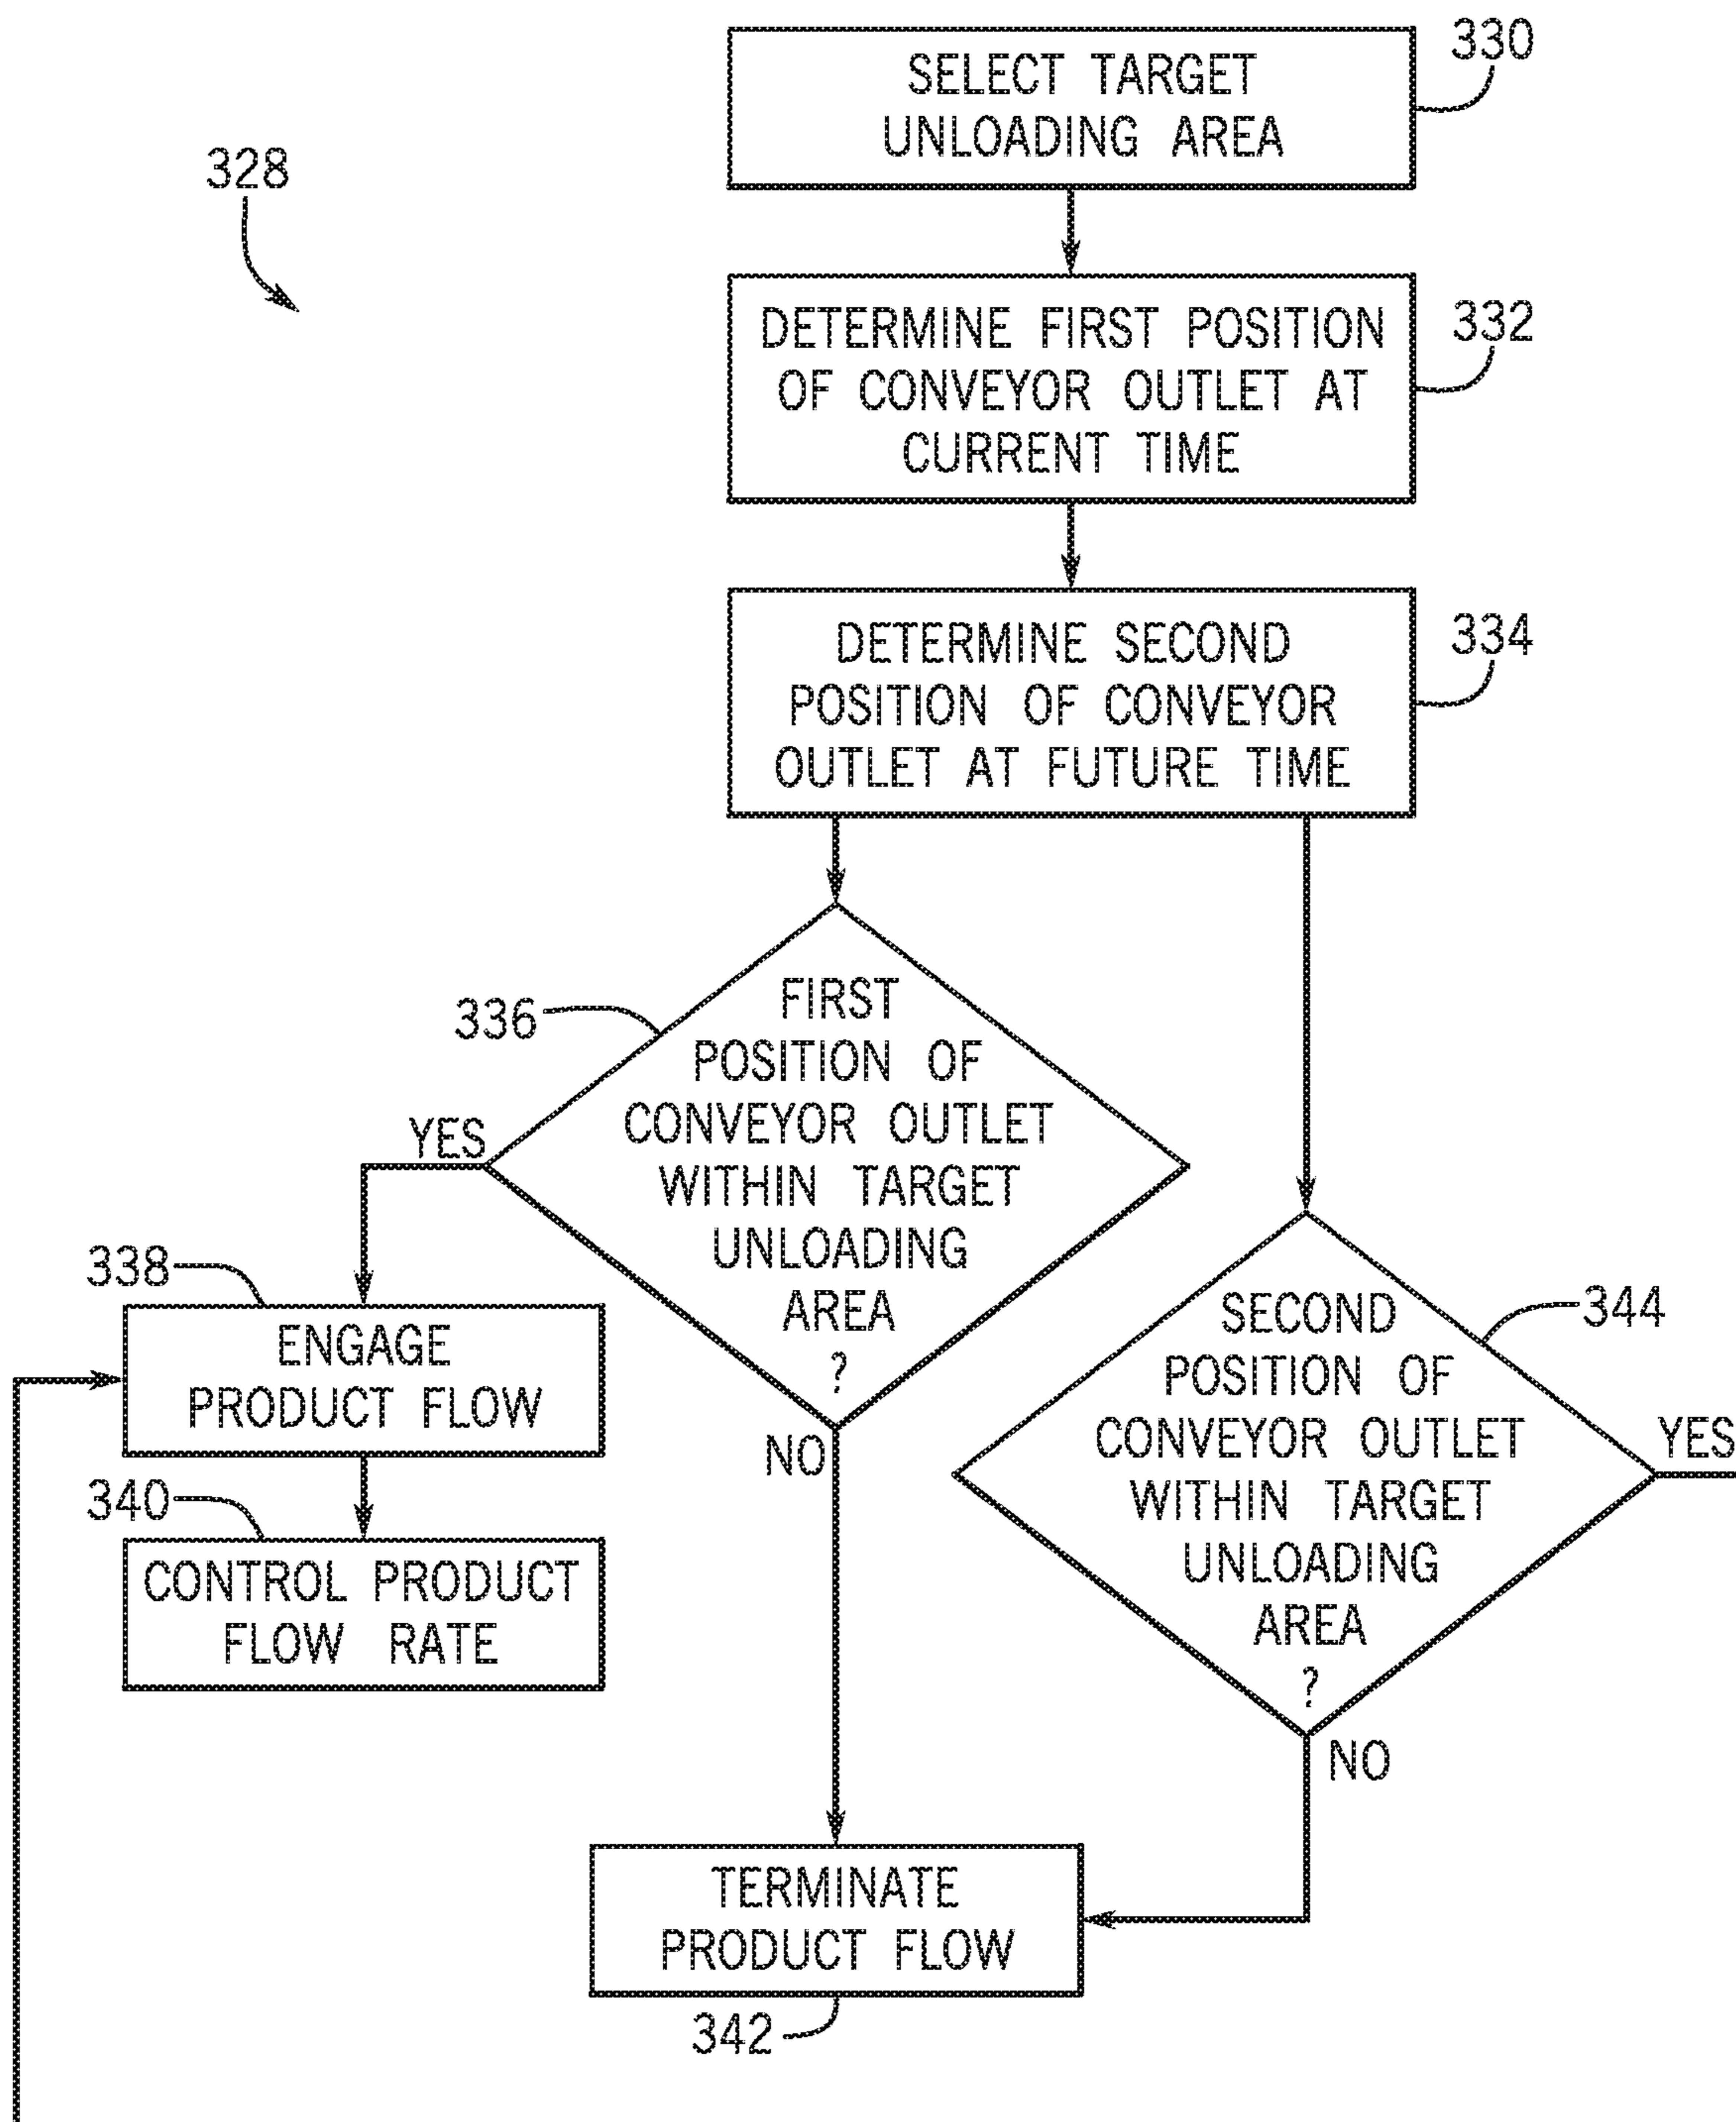 330
SELECT TARGET
UNLOADING AREA
328
332
DETERMINE FIRST POSITION
OF CONVEYOR OUTLET AT
CURRENT TIME
334
DETERMINE SECOND
POSITION OF CONVEYOR
OUTLET AT FUTURE TIME
336
FIRST
POSITION OF
CONVEYOR OUTLET
WITHIN TARGET
UNLOADING
AREA
?
YES
NO
338
ENGAGE
PRODUCT FLOW
340
CONTROL PRODUCT
FLOW RATE
344
SECOND
POSITION OF
CONVEYOR OUTLET
WITHIN TARGET
UNLOADING
AREA
?
YES
NO
TERMINATE
PRODUCT FLOW
342